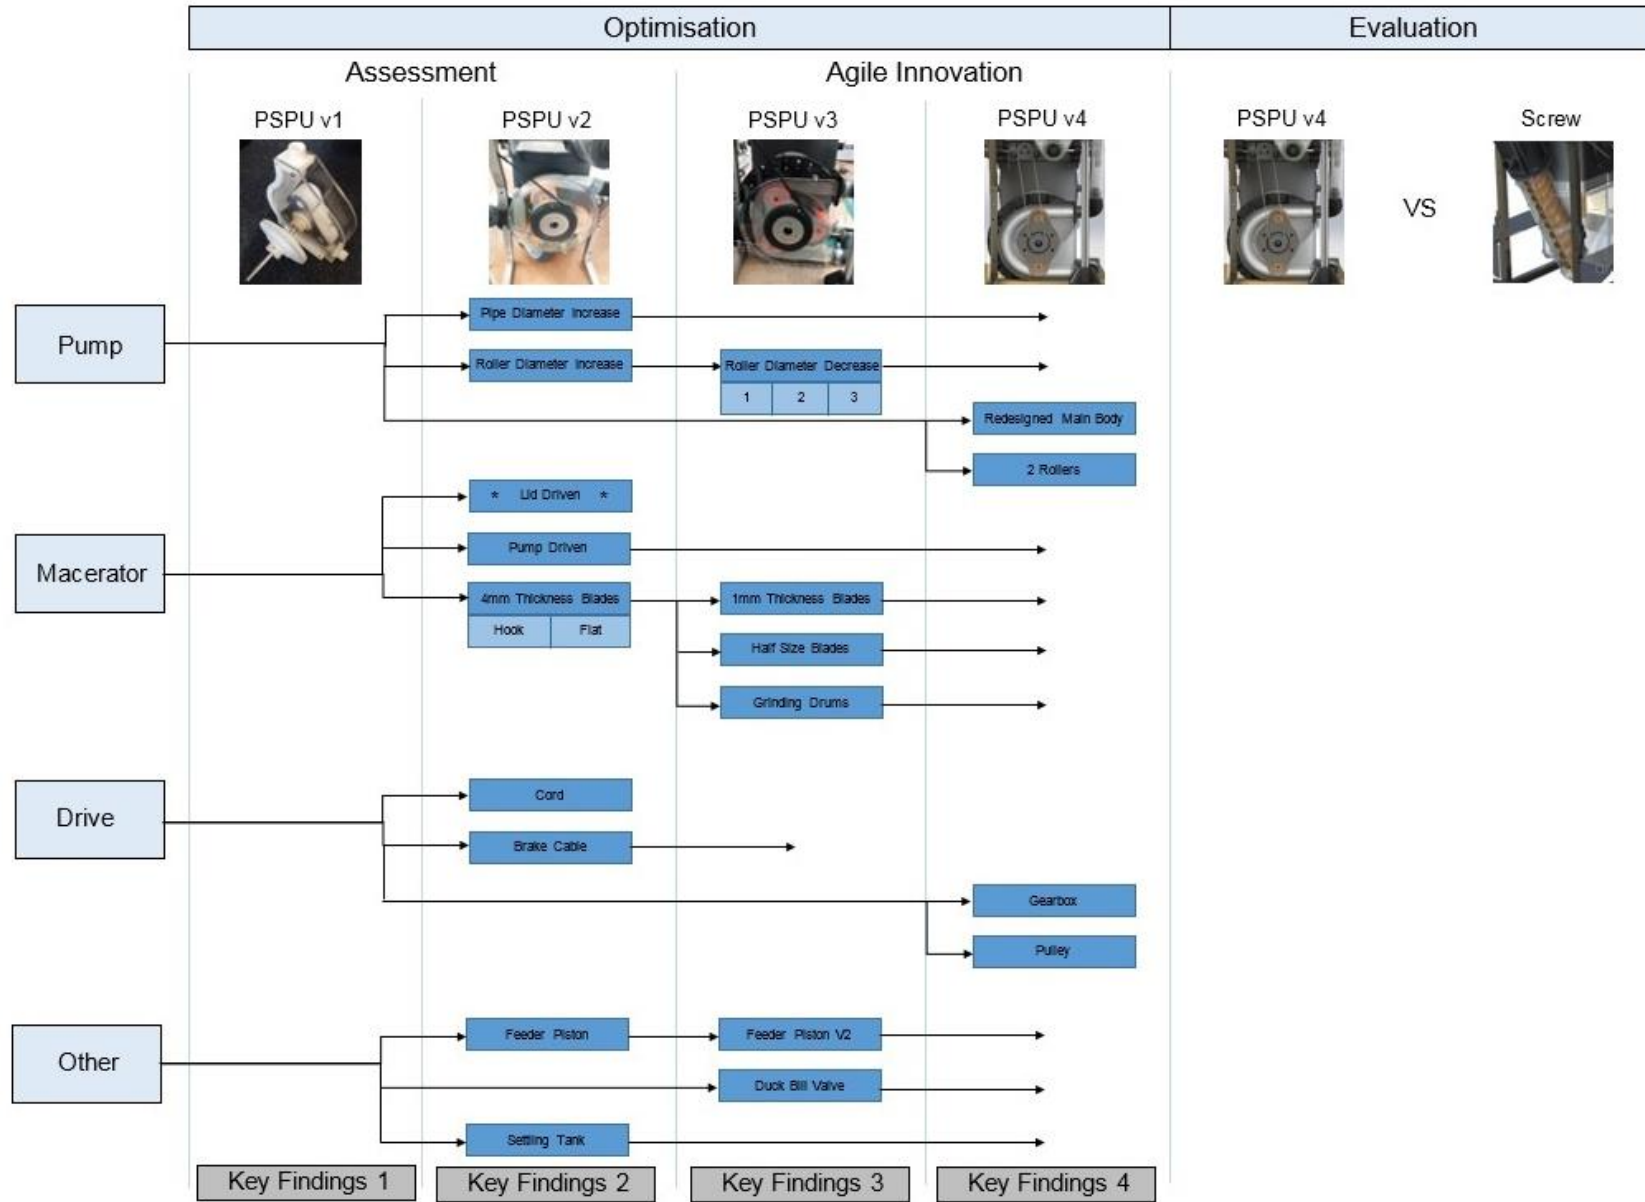 Optimisation
Evaluation
Assessment
Agile Innovation
PSPU v1
PSPU v2
PSPU v3
PSPU v4
PSPU v4
Screw
VS
Pump
Pipe Diameter Increase
Roller Diameter Increase
Roller Diameter Decrease
1
2
3
Redesigned Main Body
2 Rollers
Macerator
* Lid Driven *
Pump Driven
4mm Thickness Blades
Hook
Flat
1mm Thickness Blades
Half Size Blades
Grinding Drums
Drive
Cord
Brake Cable
Gearbox
Pulley
Other
Feeder Piston
Feeder Piston V2
Duck Bill Valve
Settling Tank
Key Findings 1
Key Findings 2
Key Findings 3
Key Findings 4